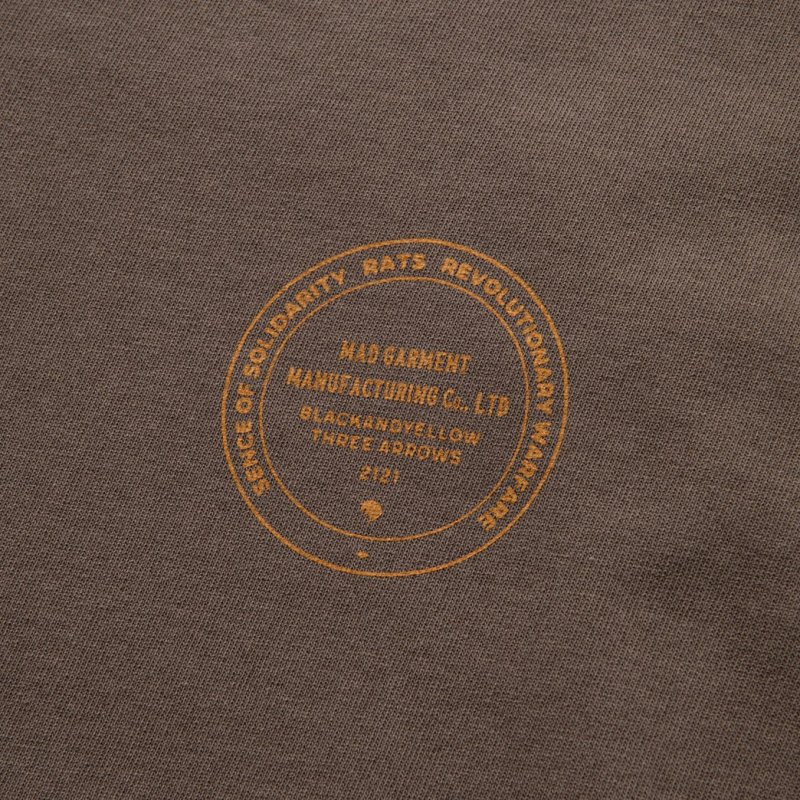 SENCE OF SOLIDARITY RATS REVOLUTIONARY WARFARE
MAD GARMENT
MANUFACTURING Co., LTD
BLACKANDYELLOW
THREE ARROWS
2121